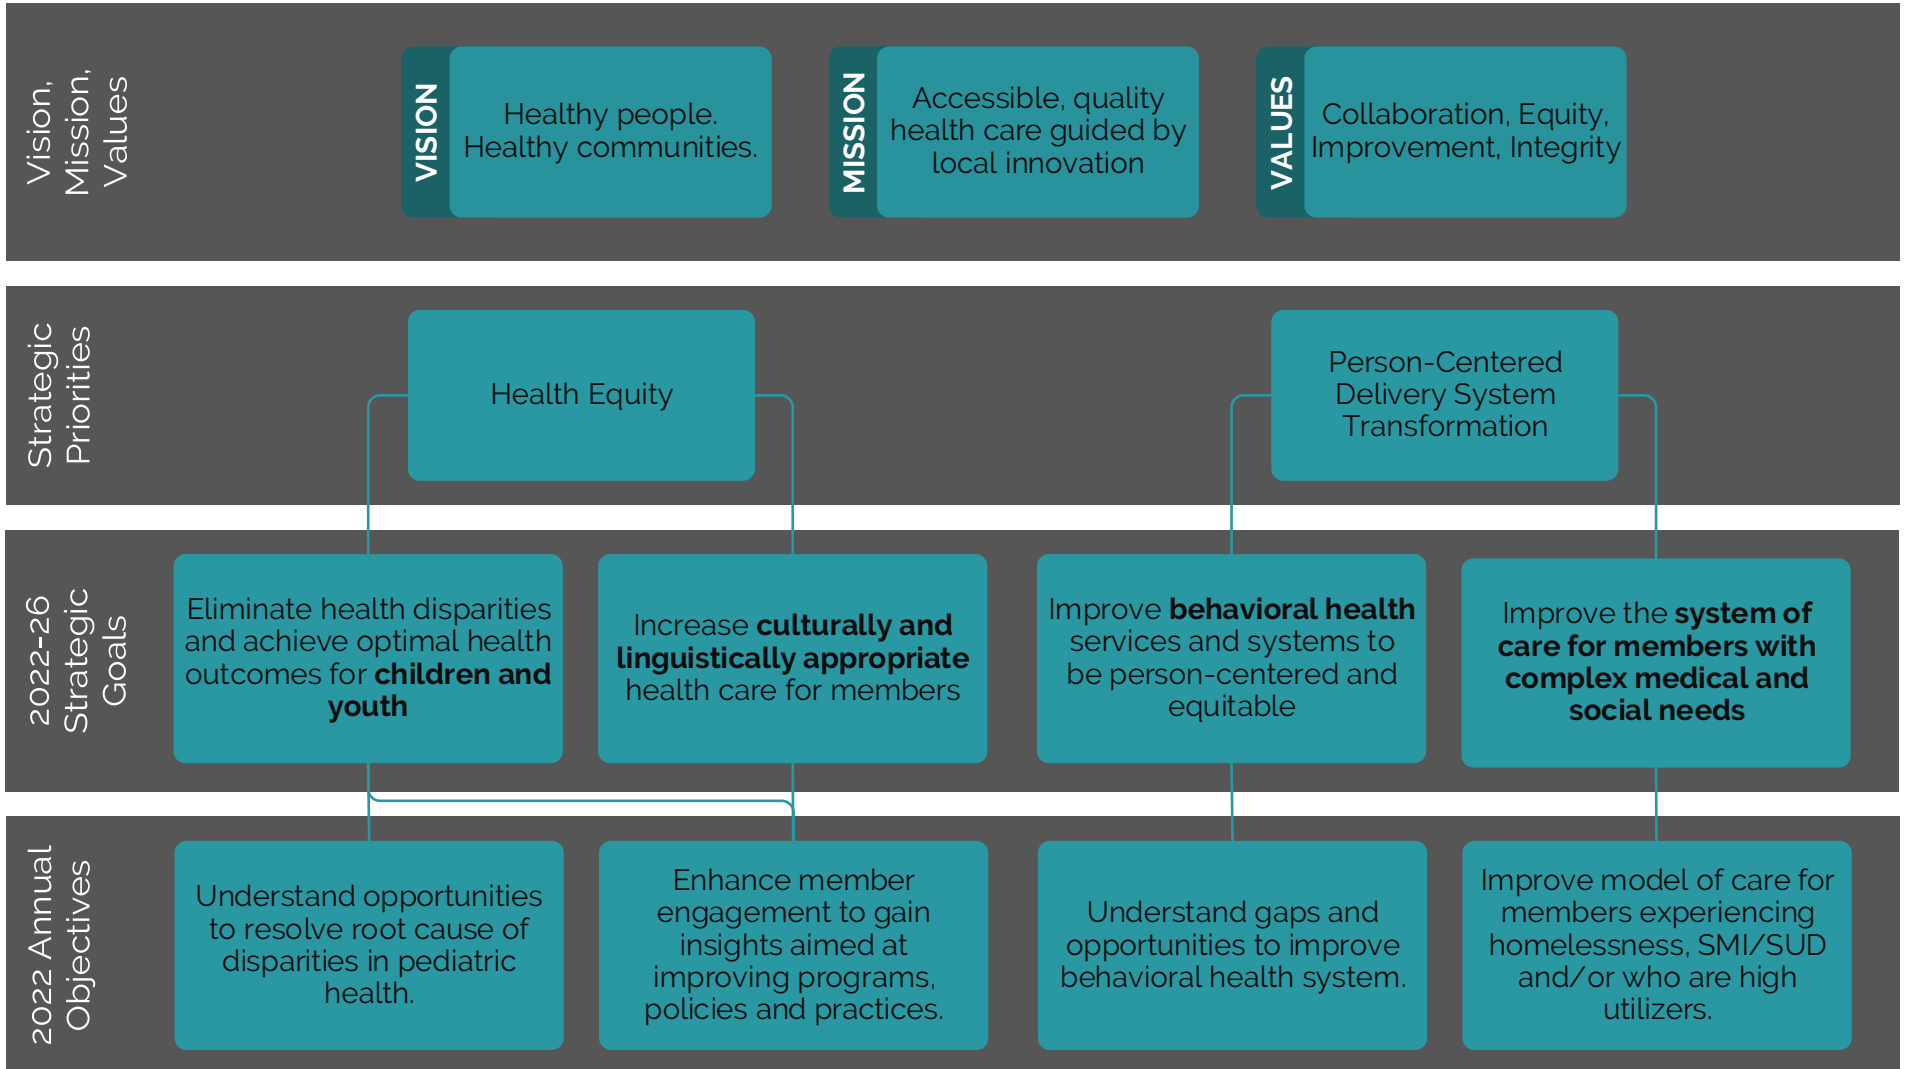 Vision,
Mission,
Values
VISION
Healthy people.
Healthy communities.
MISSION
Accessible, quality
health care guided by
local innovation
VALUES
Collaboration, Equity,
Improvement, Integrity
Strategic
Priorities
Health Equity
Person-Centered
Delivery System
Transformation
2022-26
Strategic
Goals
Eliminate health disparities
and achieve optimal health
outcomes for children and
youth
Increase culturally and
linguistically appropriate
health care for members
Improve behavioral health
services and systems to
be person-centered and
equitable
Improve the system of
care for members with
complex medical and
social needs
2022 Annual
Objectives
Understand opportunities
to resolve root cause of
disparities in pediatric
health.
Enhance member
engagement to gain
insights aimed at
improving programs,
policies and practices.
Understand gaps and
opportunities to improve
behavioral health system.
Improve model of care for
members experiencing
homelessness, SMI/SUD
and/or who are high
utilizers.